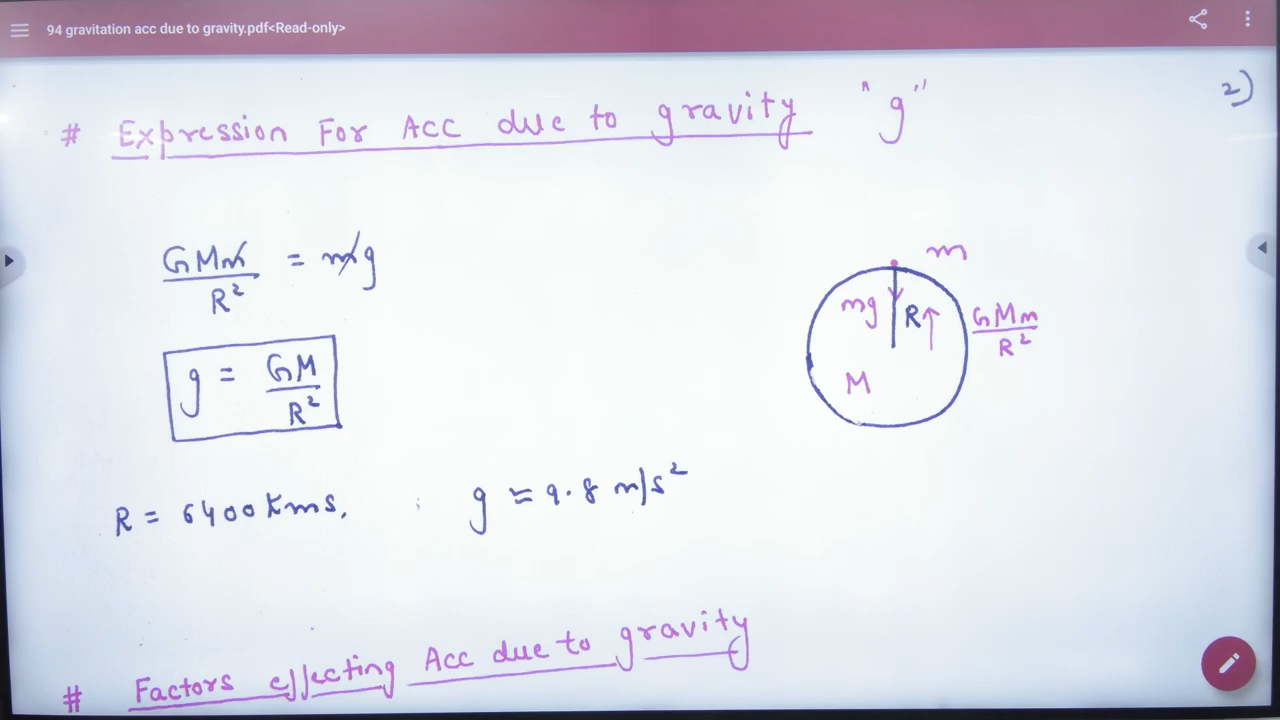 94 gravitation acc due to gravity.pdf<Read-only>
2)
# Expression For Acc due to gravity "g"
GMm/R² = mg
g = GM/R²
m
mg R GMm/R²
M
R = 6400 Kms, g ≈ 9.8 m/s²
# Factors effecting Acc due to gravity